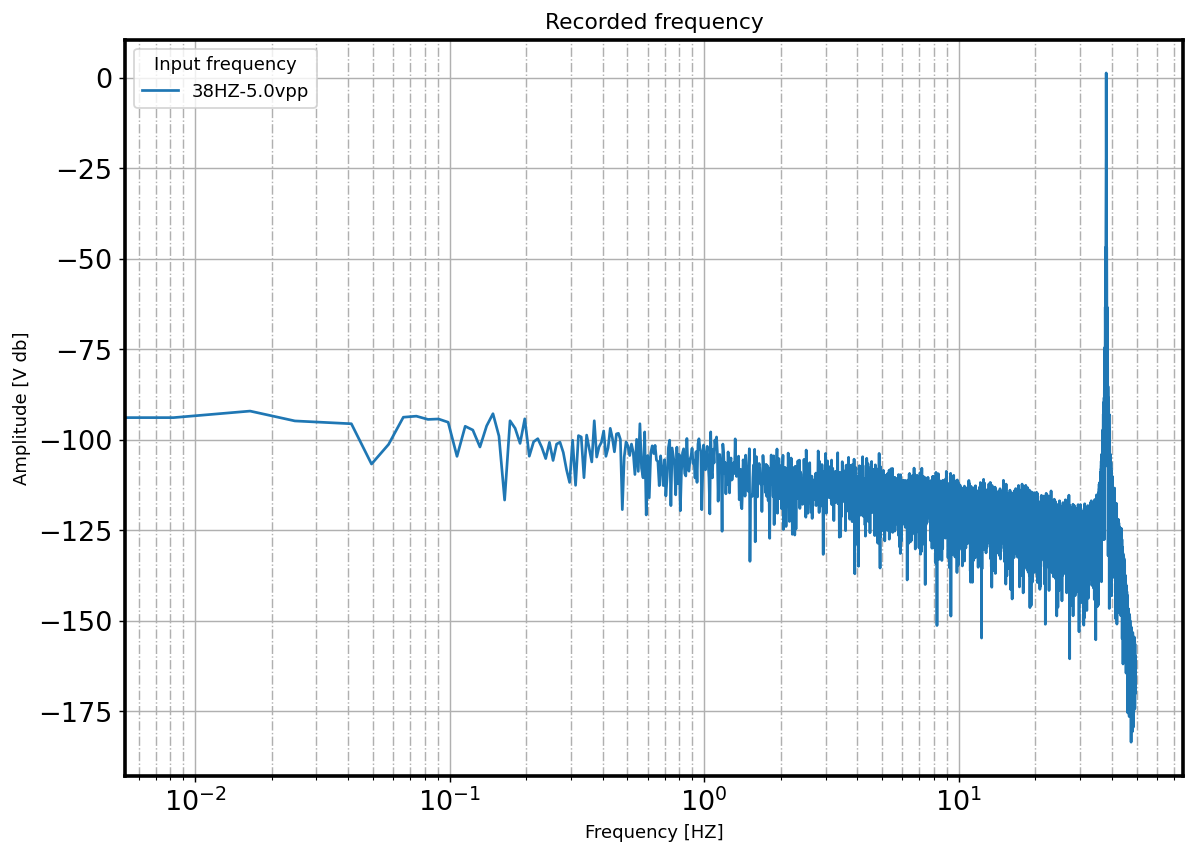 Recorded frequency
Input frequency
38HZ-5.0vpp
0
−25
−50
−75
−100
−125
−150
−175
Amplitude [V db]
10⁻²
10⁻¹
10⁰
10¹
Frequency [HZ]